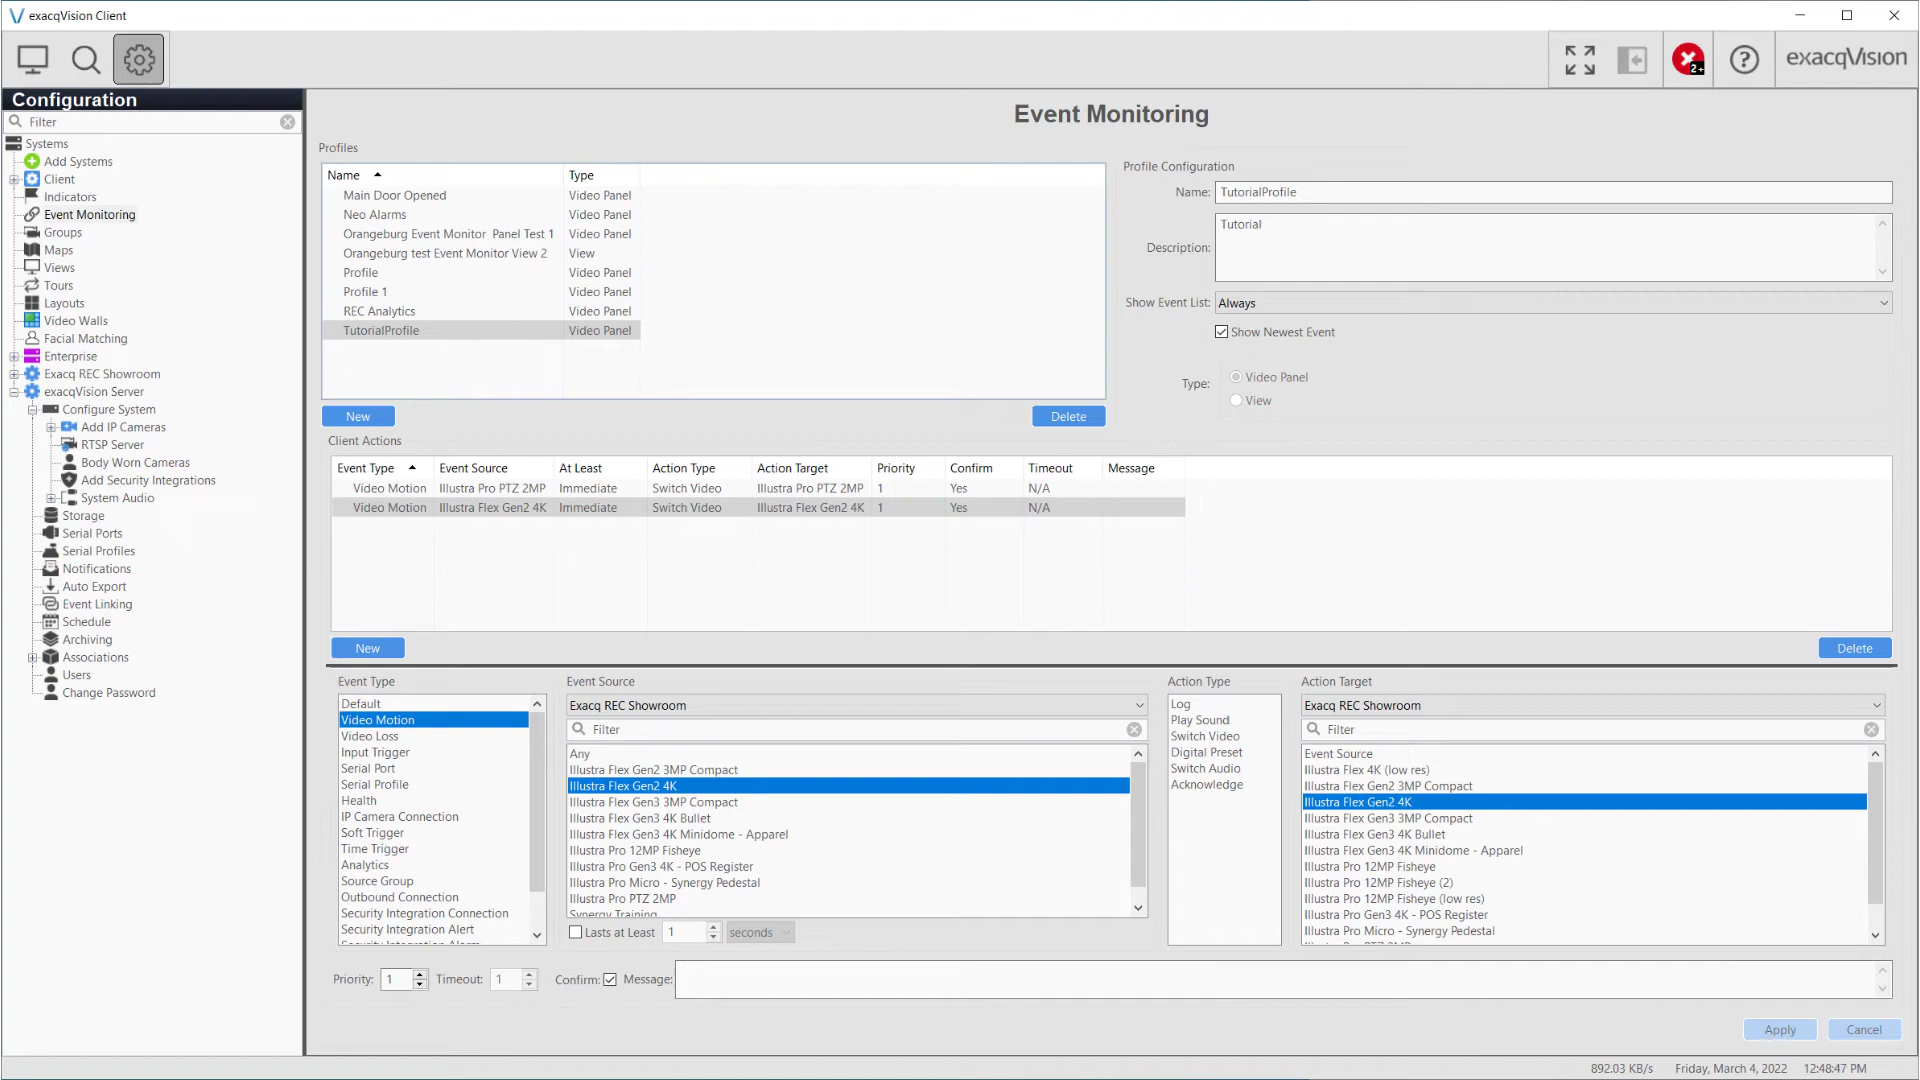 exacqVision Client
2+
exacqVision
Configuration
Filter
Systems
Add Systems
Client
Indicators
Event Monitoring
Groups
Maps
Views
Tours
Layouts
Video Walls
Facial Matching
Enterprise
Exacq REC Showroom
exacqVision Server
Configure System
Add IP Cameras
RTSP Server
Body Worn Cameras
Add Security Integrations
System Audio
Storage
Serial Ports
Serial Profiles
Notifications
Auto Export
Event Linking
Schedule
Archiving
Associations
Users
Change Password
Event Monitoring
Profiles
Name Type
Main Door Opened Video Panel
Neo Alarms Video Panel
Orangeburg Event Monitor Panel Test 1 Video Panel
Orangeburg test Event Monitor View 2 View
Profile Video Panel
Profile 1 Video Panel
REC Analytics Video Panel
TutorialProfile Video Panel
New Delete
Profile Configuration
Name: TutorialProfile
Description: Tutorial
Show Event List: Always
Show Newest Event
Type: Video Panel
View
Client Actions
Event Type Event Source At Least Action Type Action Target Priority Confirm Timeout Message
Video Motion Illustra Pro PTZ 2MP Immediate Switch Video Illustra Pro PTZ 2MP 1 Yes N/A
Video Motion Illustra Flex Gen2 4K Immediate Switch Video Illustra Flex Gen2 4K 1 Yes N/A
New Delete
Event Type
Default
Video Motion
Video Loss
Input Trigger
Serial Port
Serial Profile
Health
IP Camera Connection
Soft Trigger
Time Trigger
Analytics
Source Group
Outbound Connection
Security Integration Connection
Security Integration Alert
Security Integration Alarm
Event Source
Exacq REC Showroom
Filter
Any
Illustra Flex Gen2 3MP Compact
Illustra Flex Gen2 4K
Illustra Flex Gen3 3MP Compact
Illustra Flex Gen3 4K Bullet
Illustra Flex Gen3 4K Minidome - Apparel
Illustra Pro 12MP Fisheye
Illustra Pro Gen3 4K - POS Register
Illustra Pro Micro - Synergy Pedestal
Illustra Pro PTZ 2MP
Synergy Training
Lasts at Least 1 seconds
Action Type
Log
Play Sound
Switch Video
Digital Preset
Switch Audio
Acknowledge
Action Target
Exacq REC Showroom
Filter
Event Source
Illustra Flex 4K (low res)
Illustra Flex Gen2 3MP Compact
Illustra Flex Gen2 4K
Illustra Flex Gen3 3MP Compact
Illustra Flex Gen3 4K Bullet
Illustra Flex Gen3 4K Minidome - Apparel
Illustra Pro 12MP Fisheye
Illustra Pro 12MP Fisheye (2)
Illustra Pro 12MP Fisheye (low res)
Illustra Pro Gen3 4K - POS Register
Illustra Pro Micro - Synergy Pedestal
Illustra Pro PTZ 2MP
Priority: 1 Timeout: 1 Confirm: Message:
Apply Cancel
892.03 KB/s Friday, March 4, 2022 12:48:47 PM